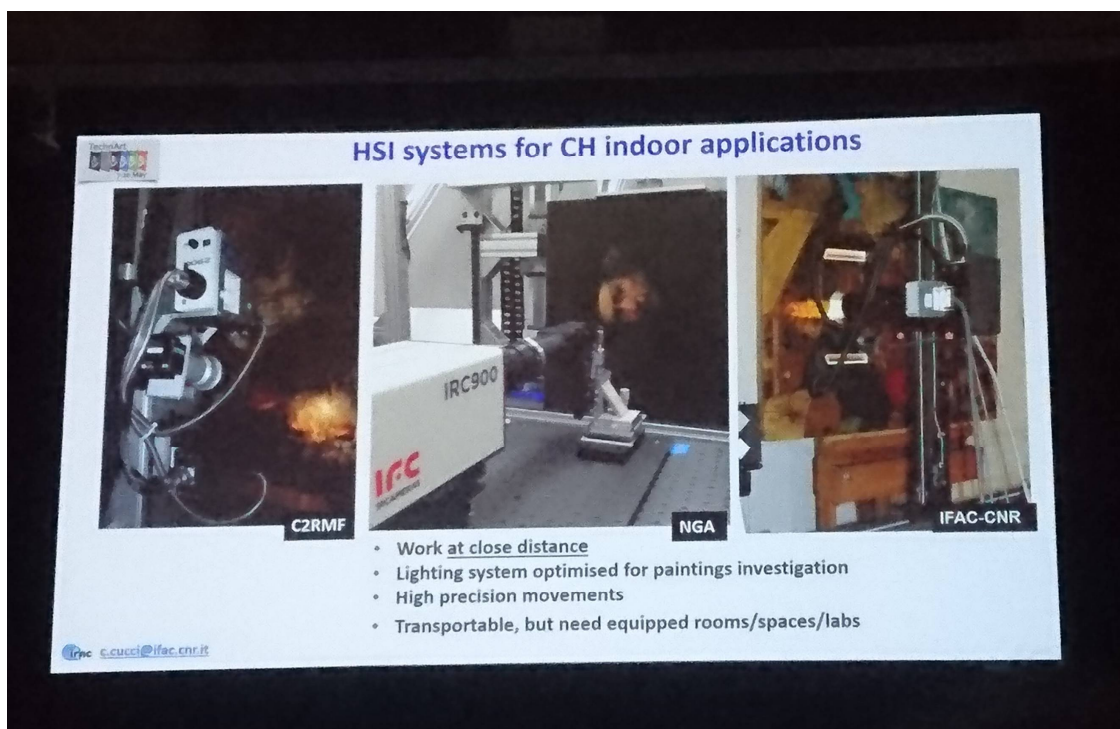 TechnArt
HSI systems for CH indoor applications
IRC900
C2RMF
NGA
IFAC-CNR
• Work at close distance
• Lighting system optimised for paintings investigation
• High precision movements
• Transportable, but need equipped rooms/spaces/labs
c.cucci@ifac.cnr.it